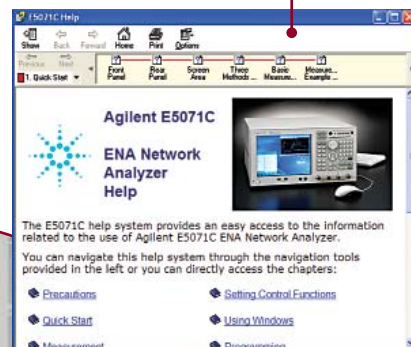 E5071C Help
Show Back Forward Home Print Options
Previous Next
1. Quick Start Front Panel Rear Panel Screen Area Three Methods ... Basic Measure... Measure... Example ...
Agilent E5071C
ENA Network
Analyzer
Help
The E5071C help system provides an easy access to the information
related to the use of Agilent E5071C ENA Network Analyzer.
You can navigate this help system through the navigation tools
provided in the left or you can directly access the chapters:
Precautions Setting Control Functions
Quick Start Using Windows
Measurement Programming